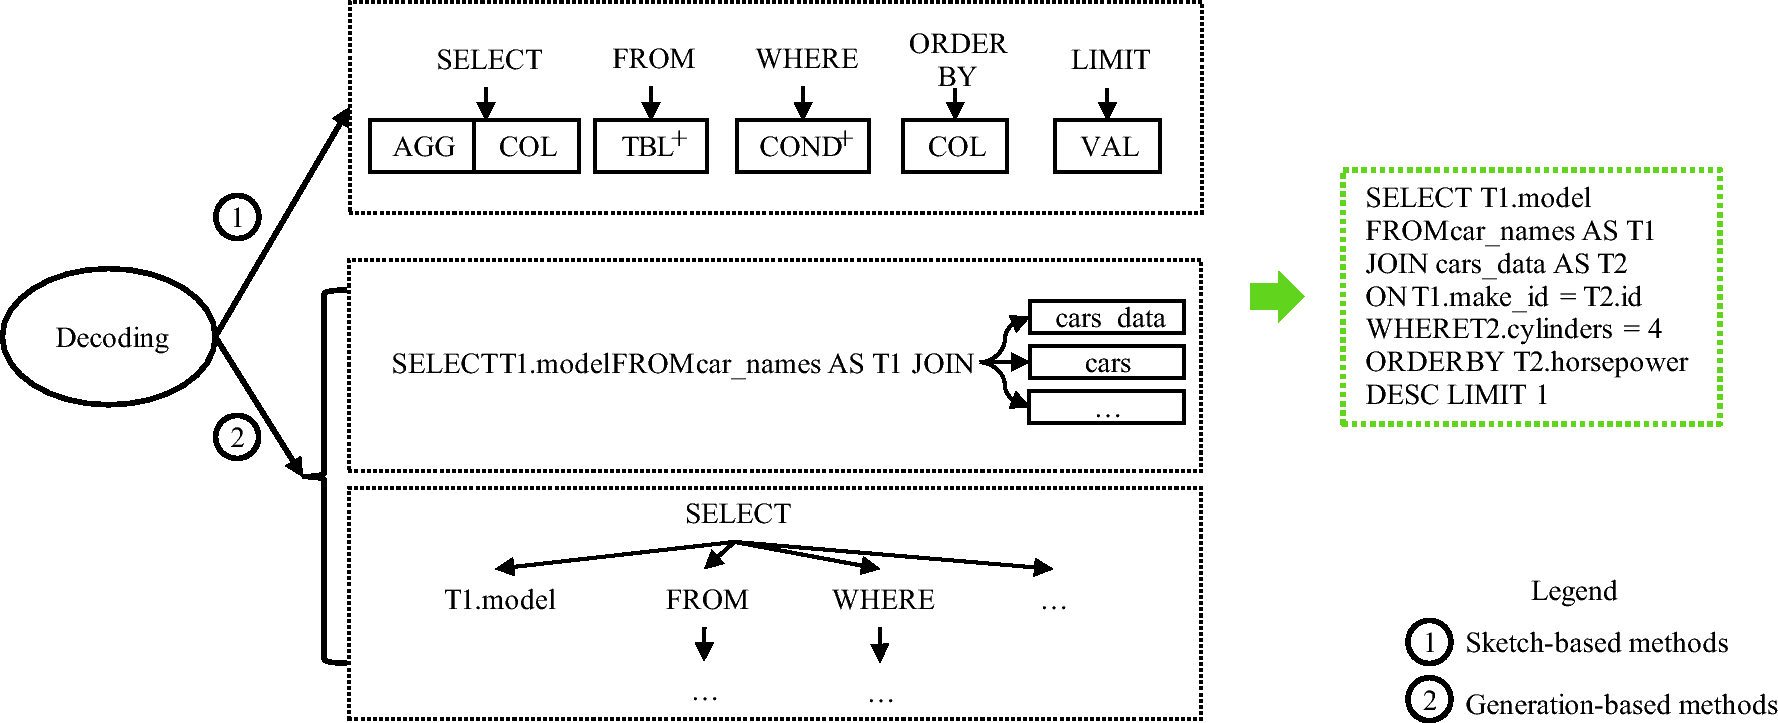 SELECT FROM WHERE ORDER BY LIMIT
AGG COL TBL+ COND+ COL VAL
1
Decoding
2
SELECTT1.modelFROMcar_names AS T1 JOIN
cars_data
cars
...
SELECT
T1.model FROM WHERE ...
... ...
SELECT T1.model
FROMcar_names AS T1
JOIN cars_data AS T2
ON T1.make_id = T2.id
WHERET2.cylinders = 4
ORDERBY T2.horsepower
DESC LIMIT 1
Legend
1 Sketch-based methods
2 Generation-based methods